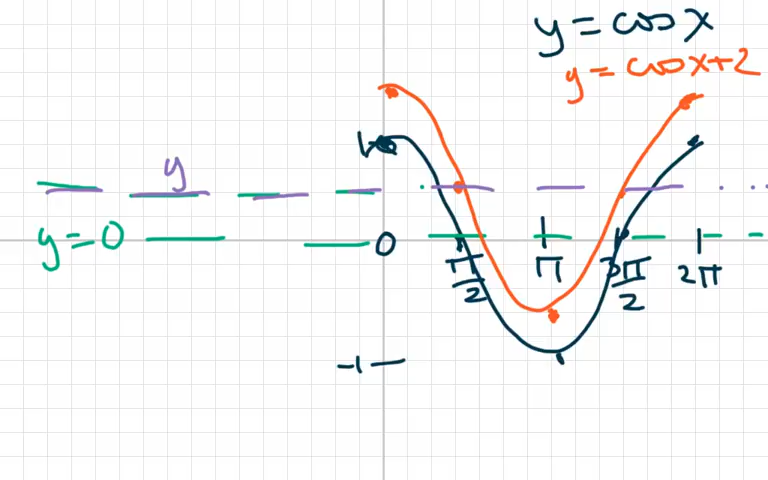 y = cos x
y = cos x + 2
1
y
y = 0
0
π/2
π
3π/2
2π
-1